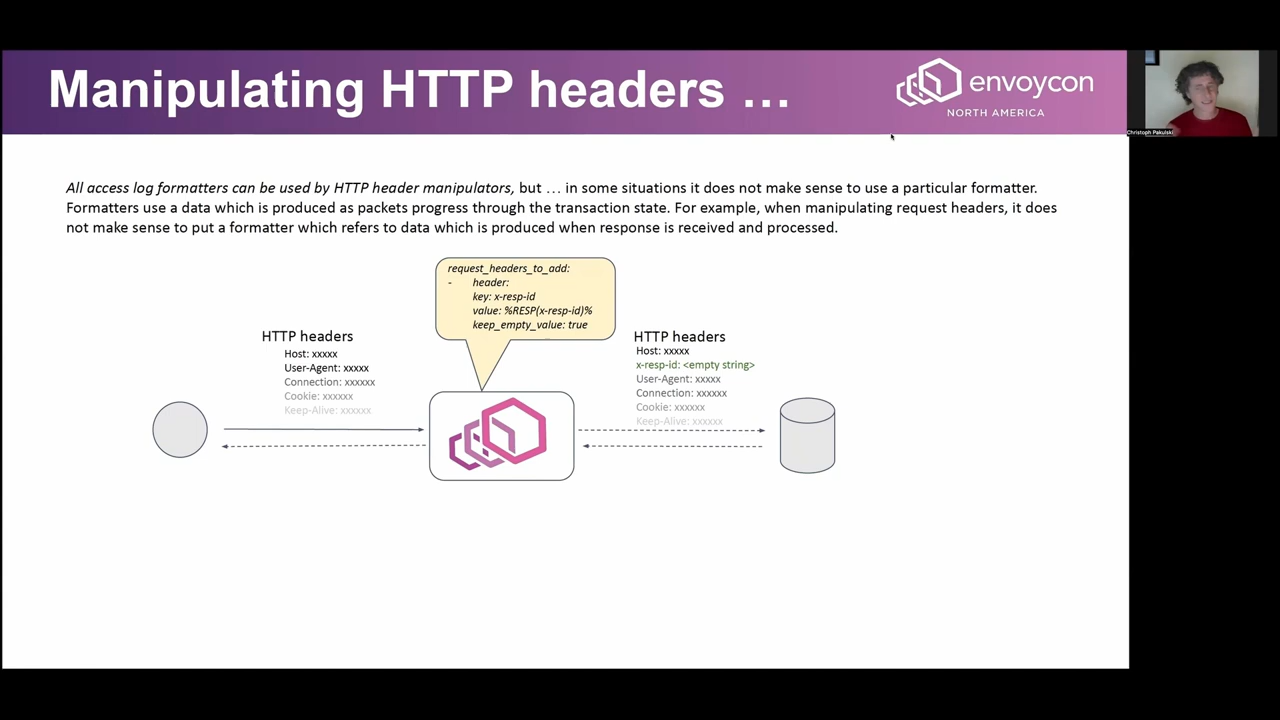 Manipulating HTTP headers …
envoycon
NORTH AMERICA
Christoph Pakulski
All access log formatters can be used by HTTP header manipulators, but … in some situations it does not make sense to use a particular formatter.
Formatters use a data which is produced as packets progress through the transaction state. For example, when manipulating request headers, it does
not make sense to put a formatter which refers to data which is produced when response is received and processed.
request_headers_to_add:
- header:
key: x-resp-id
value: %RESP(x-resp-id)%
keep_empty_value: true
HTTP headers
Host: xxxxx
User-Agent: xxxxx
Connection: xxxxxx
Cookie: xxxxxx
Keep-Alive: xxxxxx
HTTP headers
Host: xxxxx
x-resp-id: <empty string>
User-Agent: xxxxx
Connection: xxxxxx
Cookie: xxxxxx
Keep-Alive: xxxxxx